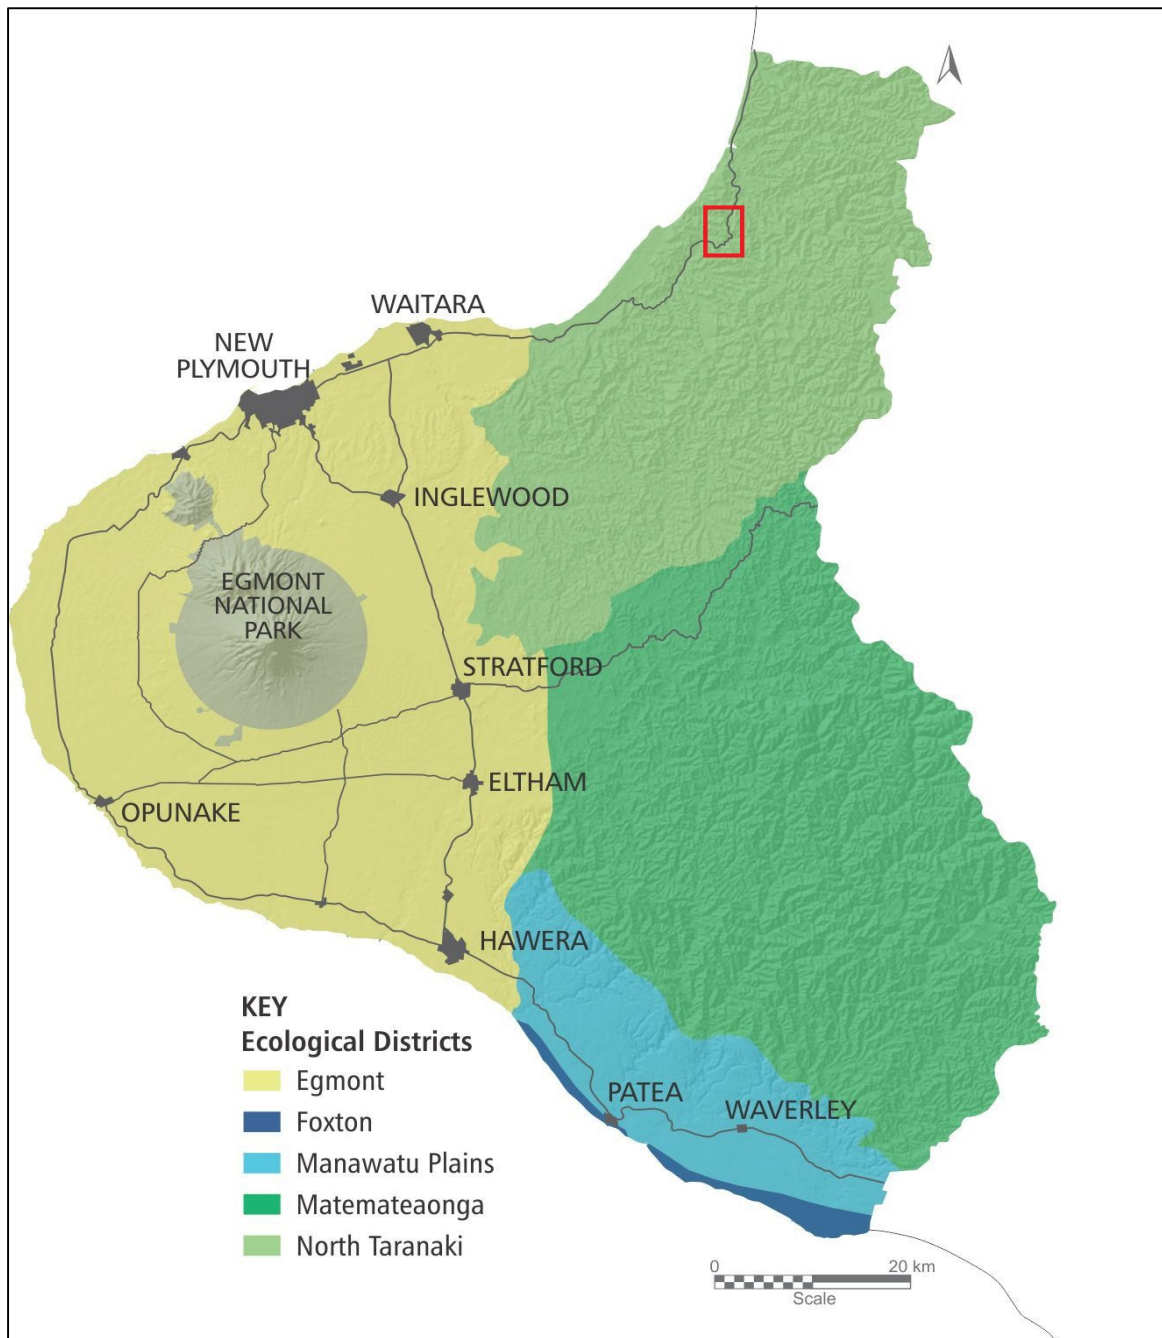 WAITARA
NEW
PLYMOUTH
INGLEWOOD
EGMONT
NATIONAL
PARK
STRATFORD
ELTHAM
OPUNAKE
HAWERA
KEY
Ecological Districts
Egmont
Foxton
Manawatu Plains
Matemateaonga
North Taranaki
PATEA
WAVERLEY
0 20 km
Scale